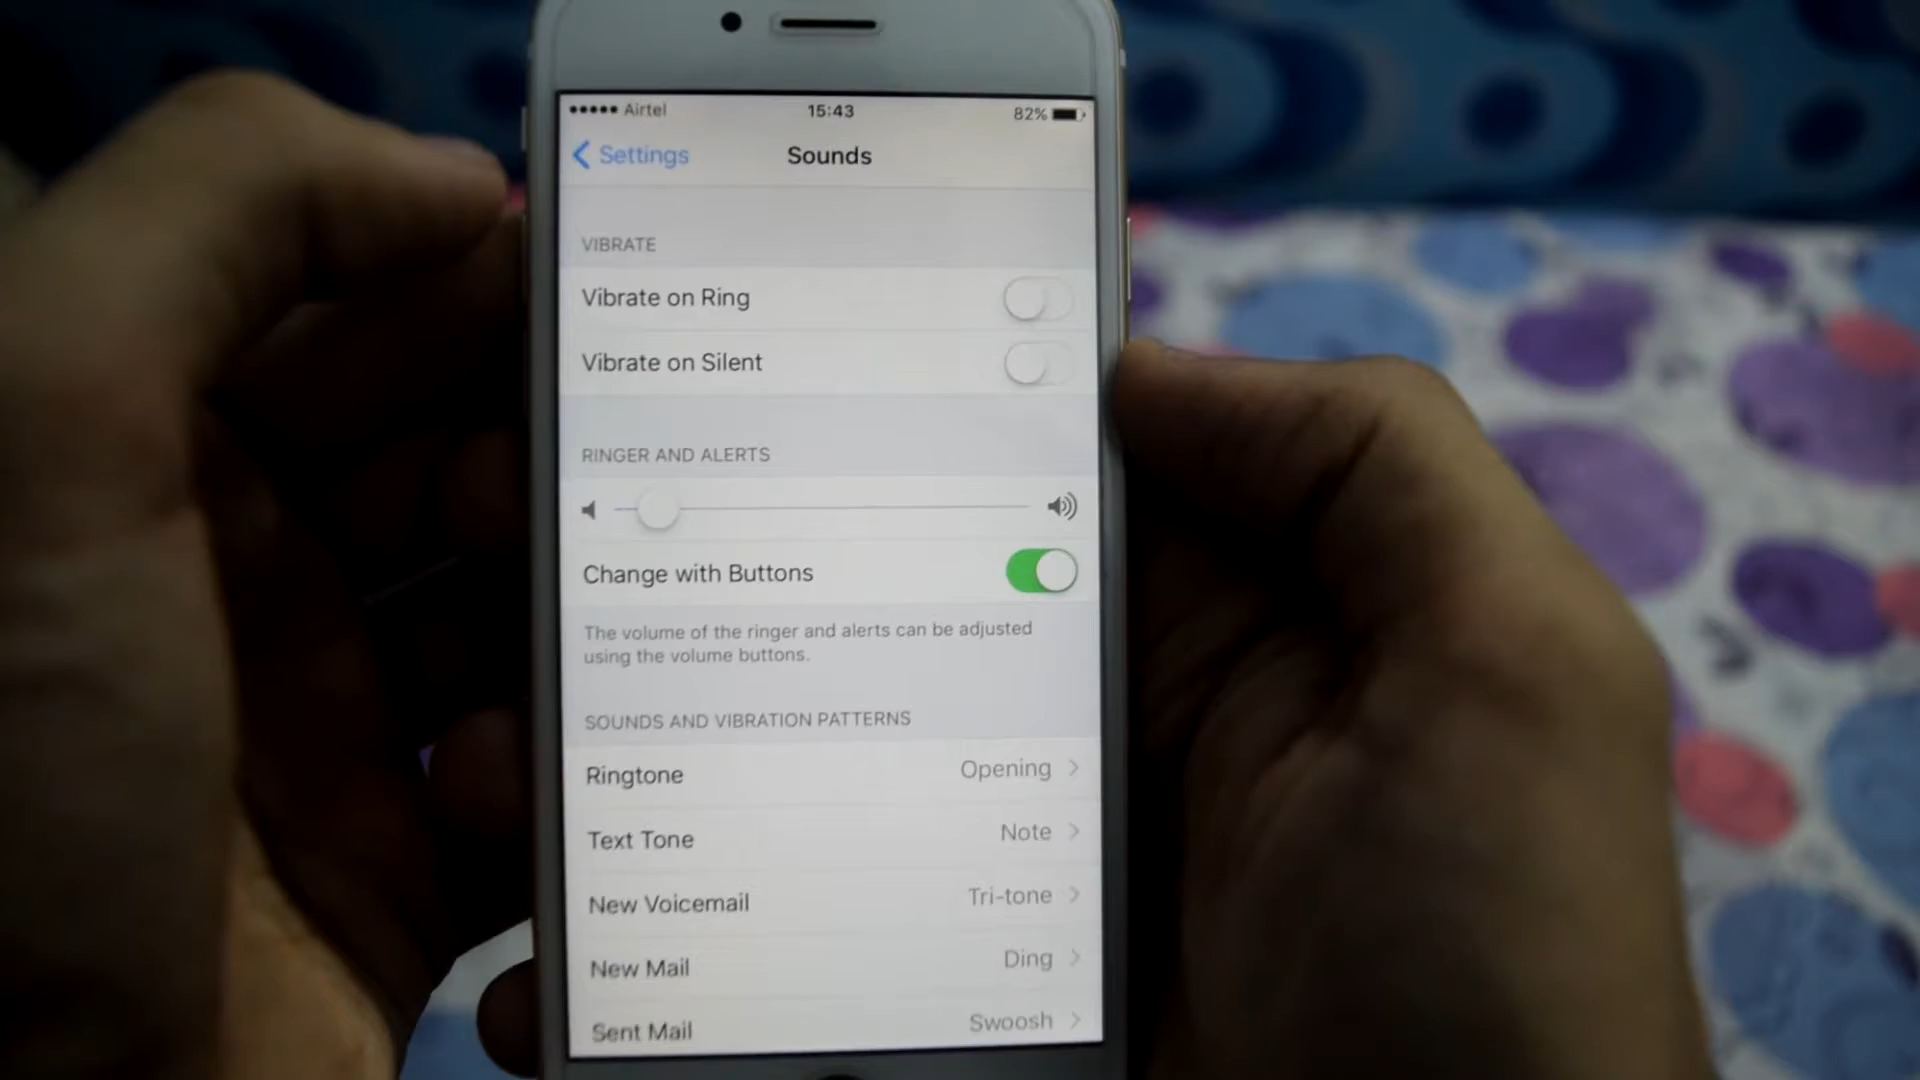 Airtel 15:43 82%
Settings Sounds
VIBRATE
Vibrate on Ring
Vibrate on Silent
RINGER AND ALERTS
Change with Buttons
The volume of the ringer and alerts can be adjusted
using the volume buttons.
SOUNDS AND VIBRATION PATTERNS
Ringtone Opening
Text Tone Note
New Voicemail Tri-tone
New Mail Ding
Sent Mail Swoosh